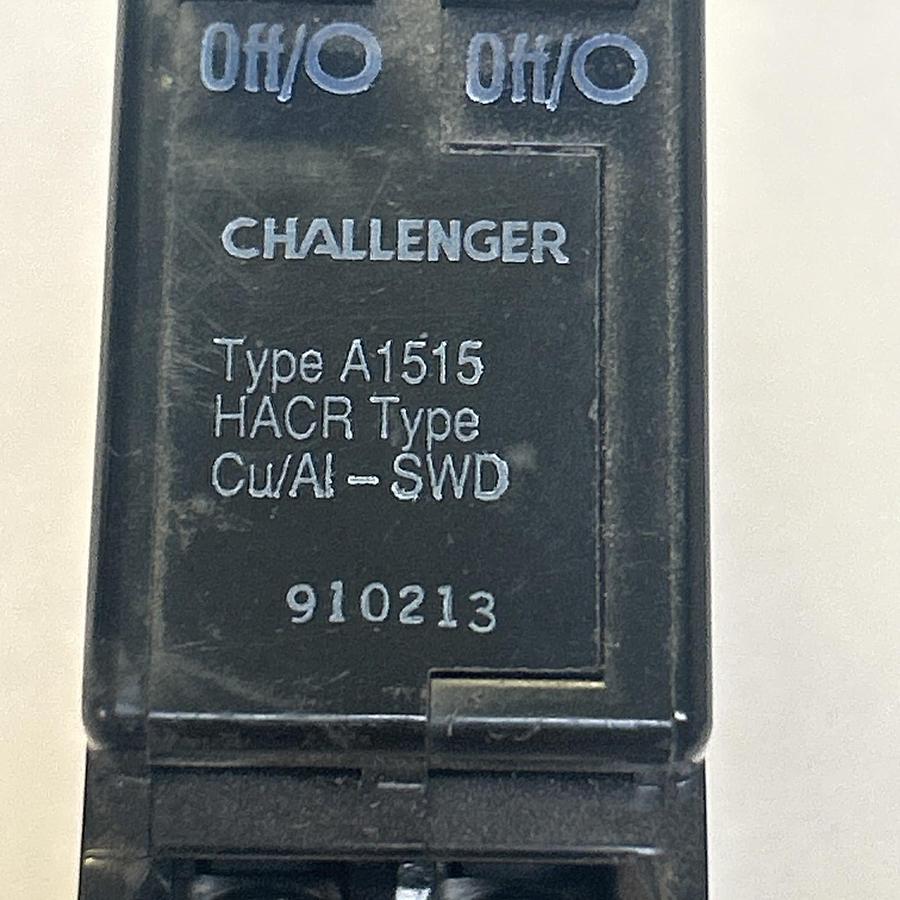 Off/O Off/O
CHALLENGER
Type A1515
HACR Type
Cu/Al – SWD
910213